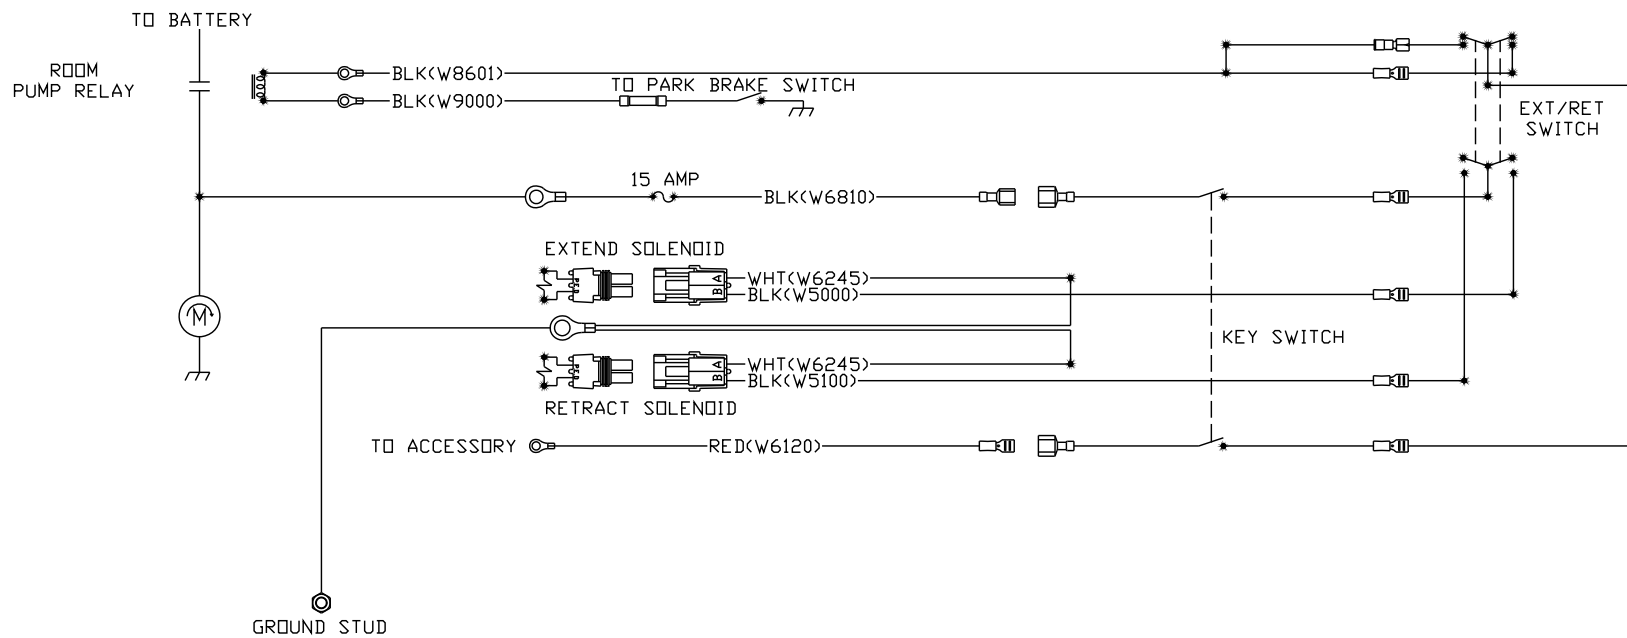 TO BATTERY
ROOM
PUMP RELAY
BLK(W8601)
TO PARK BRAKE SWITCH
BLK(W9000)
EXT/RET
SWITCH
15 AMP
BLK(W6810)
EXTEND SOLENOID
WHT(W6245)
A
B
BLK(W5000)
M
KEY SWITCH
WHT(W6245)
A
B
BLK(W5100)
RETRACT SOLENOID
TO ACCESSORY
RED(W6120)
GROUND STUD